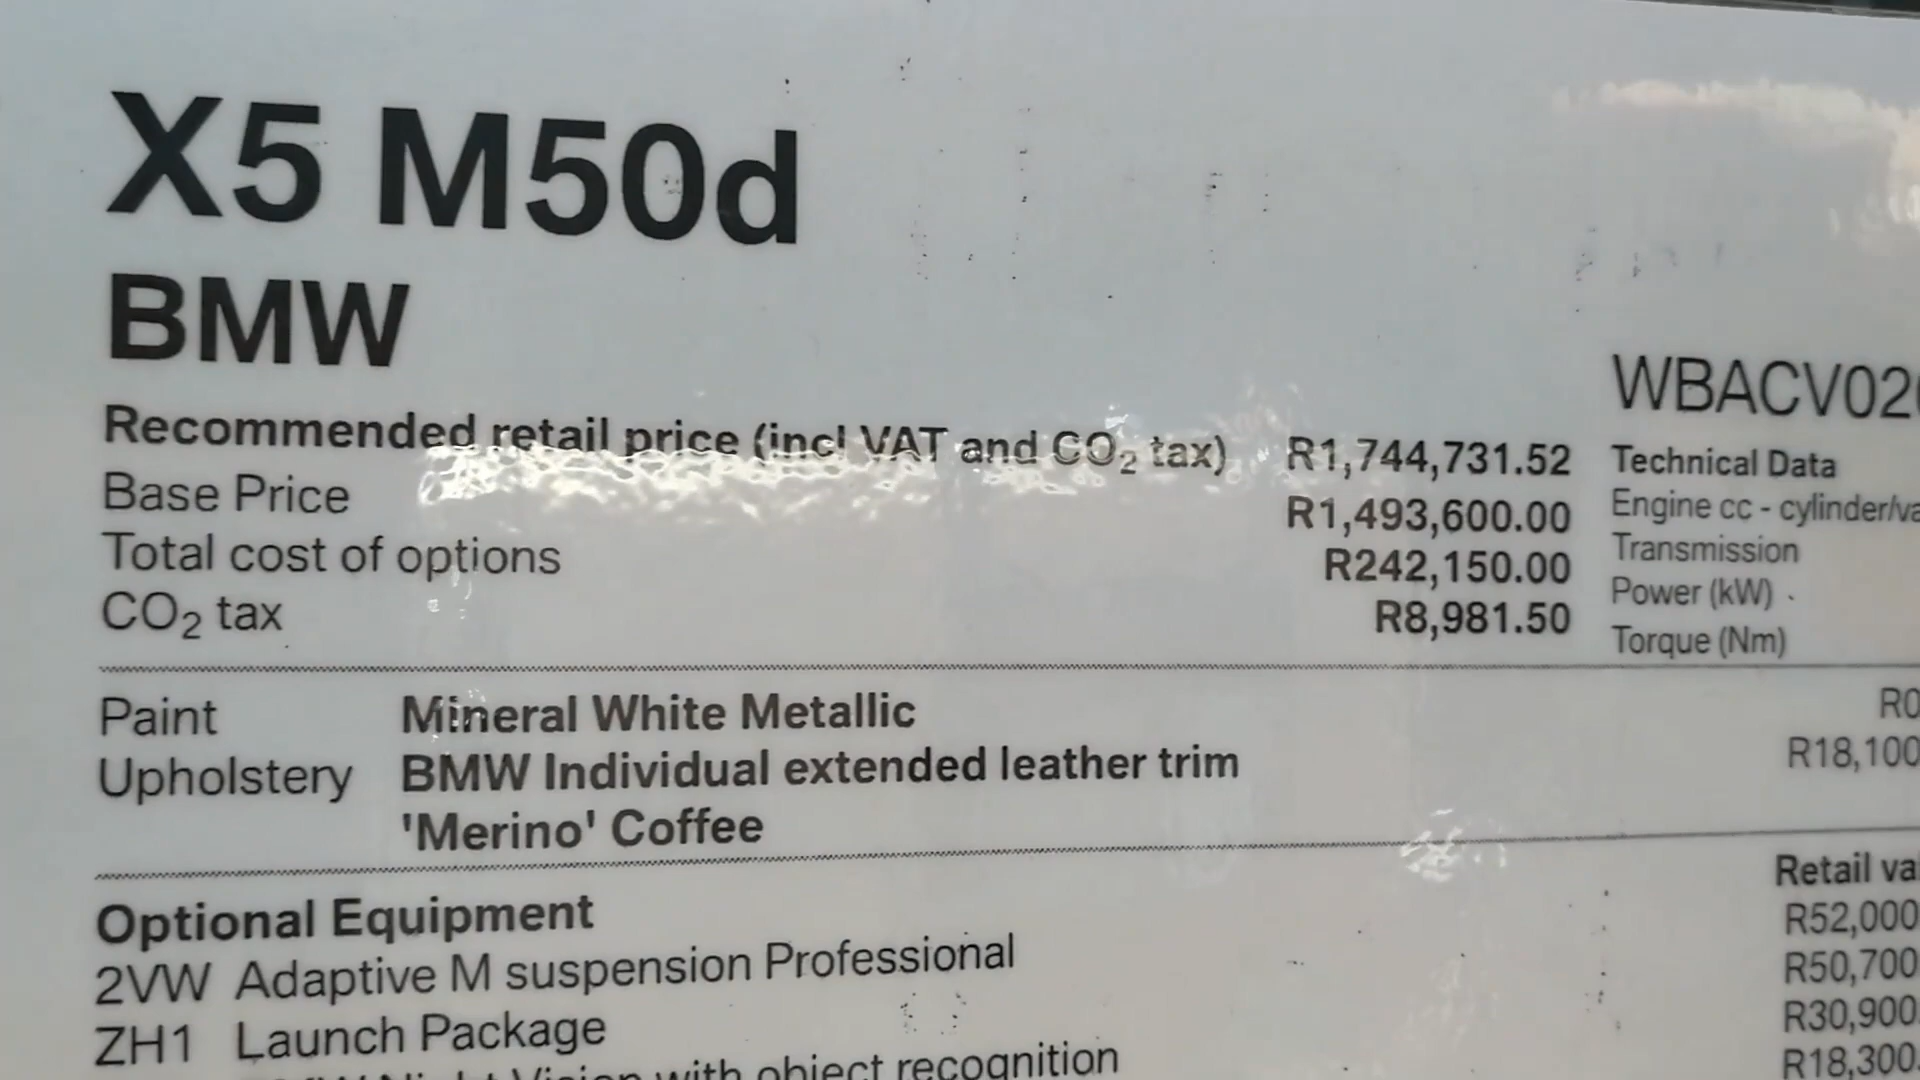 X5 M50d
BMW
WBACV02
Recommended retail price (incl VAT and CO₂ tax) R1,744,731.52
Base Price R1,493,600.00
Total cost of options R242,150.00
CO₂ tax R8,981.50
Technical Data
Engine cc - cylinder/va
Transmission
Power (kW)
Torque (Nm)
Paint Mineral White Metallic R0
Upholstery BMW Individual extended leather trim R18,100
'Merino' Coffee
Retail va
Optional Equipment
2VW Adaptive M suspension Professional R52,000
ZH1 Launch Package R50,700
Night Vision with object recognition R30,900
R18,300